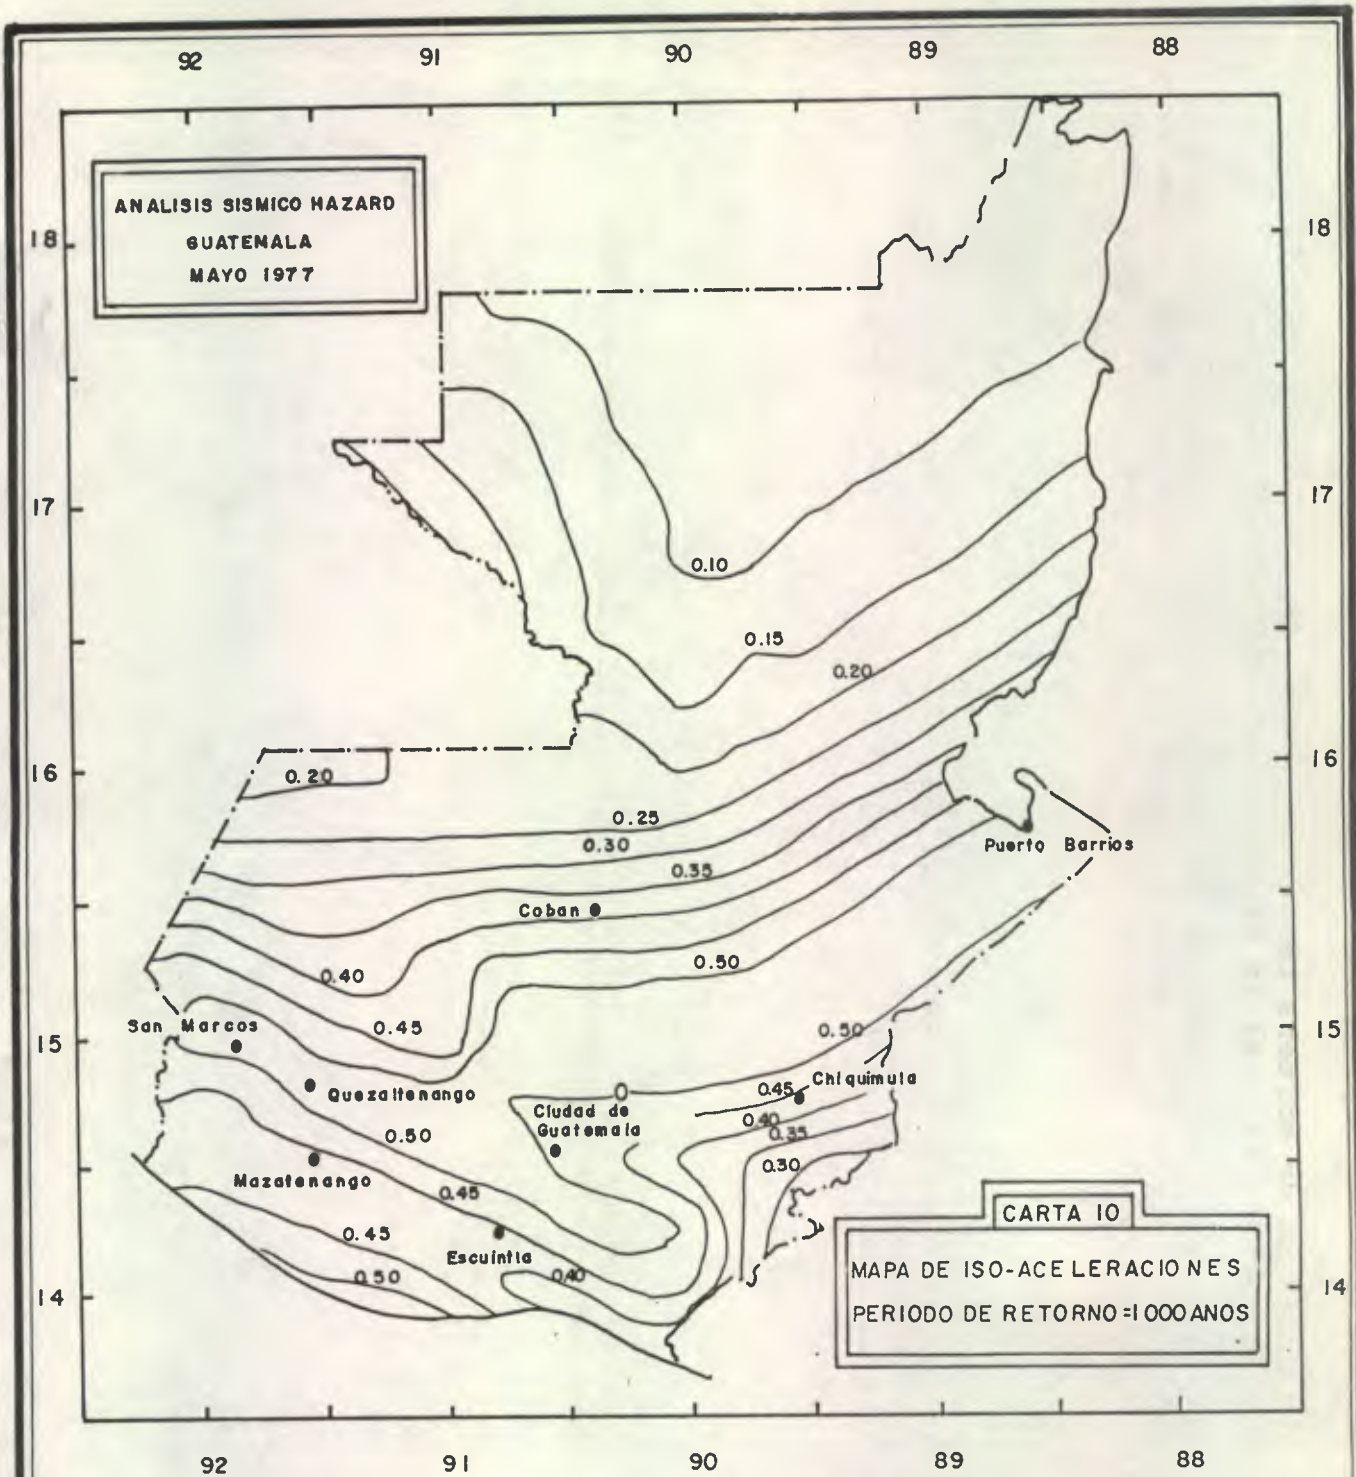 92 91 90 89 88
ANALISIS SISMICO HAZARD
GUATEMALA
MAYO 1977
18 18
17 17
0.10
0.15
0.20
16 16
0.20
0.25
0.30
0.35
Puerto Barrios
Coban
0.40
0.50
San Marcos
0.45
0.50
15 15
Quezaltenango
Chiquimula
0.45
Ciudad de
Guatemala
0.40
0.35
0.50
0.30
Mazatenango
0.45
0.45
Escuintla
0.50
0.40
CARTA 10
MAPA DE ISO-ACELERACIONES
PERIODO DE RETORNO=1000 ANOS
14 14
92 91 90 89 88